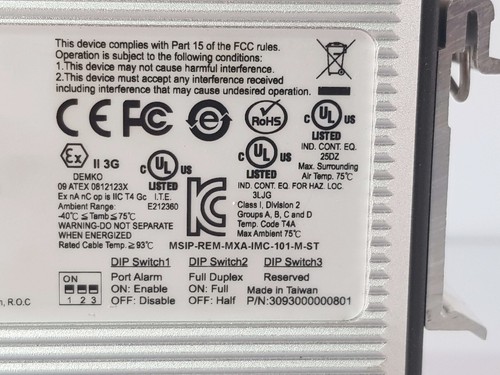 This device complies with Part 15 of the FCC rules.
Operation is subject to the following conditions:
1.This device may not cause harmful interference.
2.This device must accept any interference received
including interference that may cause undesired operation.
CE FC e RoHS
c UL US
LISTED
IND. CONT. EQ.
25DZ
Max. Surrounding
Air Temp. 75°C
Ex II 3G
DEMKO
09 ATEX 0812123X
Ex nA nC op is IIC T4 Gc
Ambient Range:
-40℃ ≤ Tamb ≤ 75℃
WARNING-DO NOT SEPARATE
WHEN ENERGIZED
Rated Cable Temp. ≥ 93℃
c UL US
LISTED
I.T.E.
E212360
c UL US
LISTED
IND. CONT. EQ. FOR HAZ. LOC.
3LJG
Class I, Division 2
Groups A, B, C and D
Temp. Code T4A
Max Ambient 75℃
MSIP-REM-MXA-IMC-101-M-ST
ON
1 2 3
DIP Switch1 DIP Switch2 DIP Switch3
Port Alarm Full Duplex Reserved
ON: Enable ON: Full Made in Taiwan
OFF: Disable OFF: Half P/N:3093000000801
R.O.C